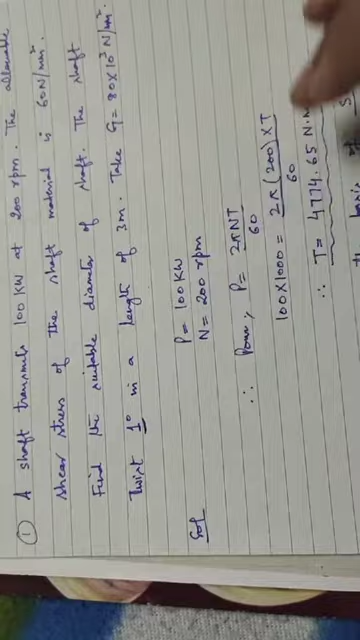 ① A shaft transmits 100 KW at 200 rpm. The allowable
shear stress of the shaft material is 60 N/mm²
Find the suitable diameter of shaft. The shaft
Twist 1° in a length of 3m. Take G = 80×10³ N/mm².
Sol
P = 100 KW
N = 200 rpm
∴ Power, P = 2πNT / 60
100×1000 = 2π(200)×T / 60
∴ T = 4774.65 N.
basis of